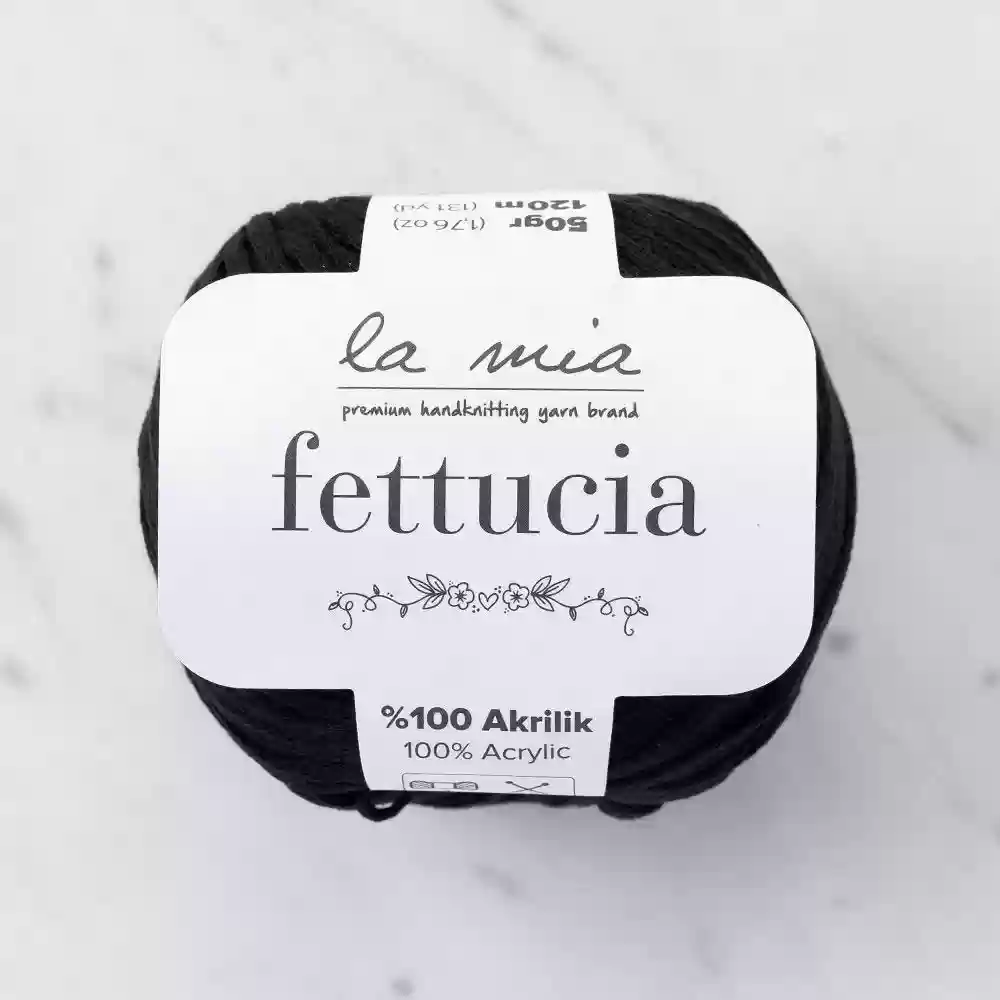 120m (131 yd)
50gr (1,76 oz)
la mia
premium handknitting yarn brand
fettucia
%100 Akrilik
100% Acrylic